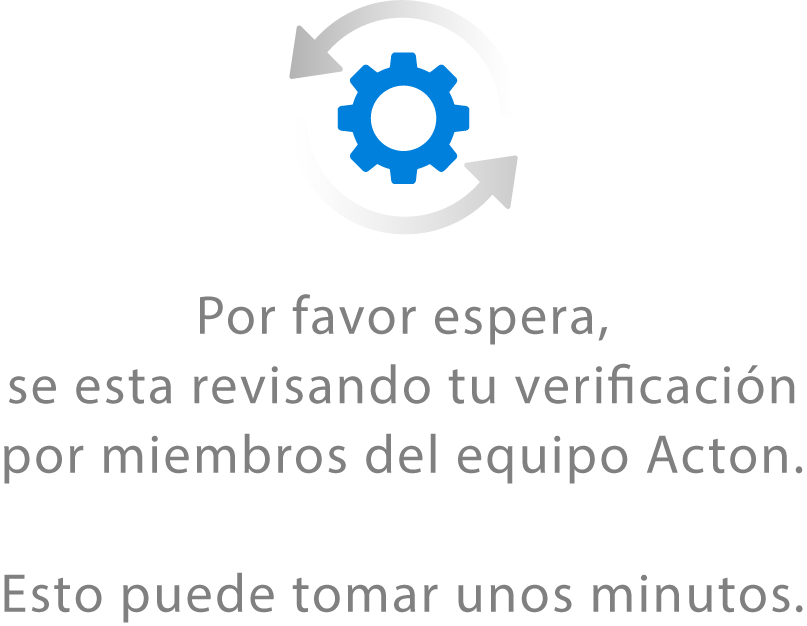 Por favor espera,
se esta revisando tu verificación
por miembros del equipo Acton.
Esto puede tomar unos minutos.